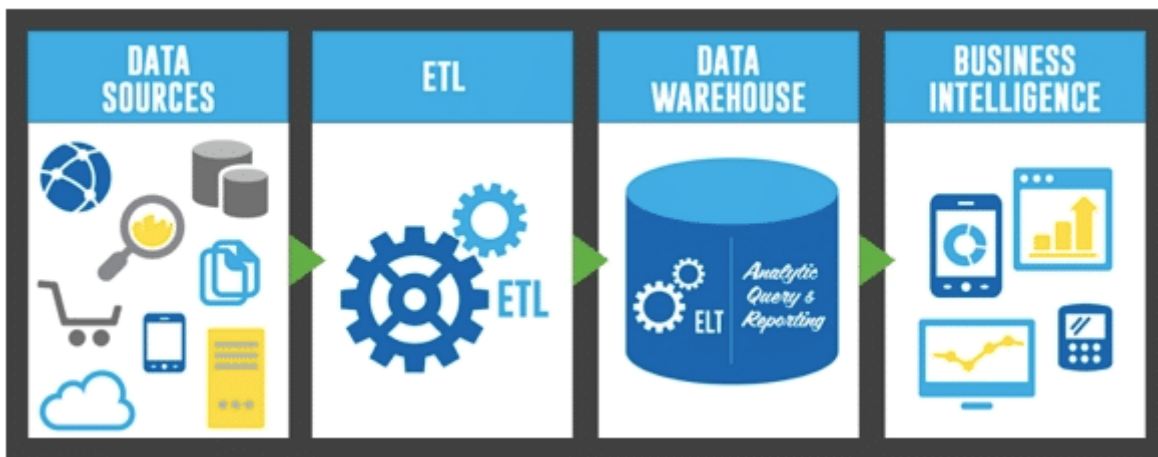 DATA
SOURCES
ETL
DATA
WAREHOUSE
BUSINESS
INTELLIGENCE
ETL
ELT
Analytic
Query &
Reporting